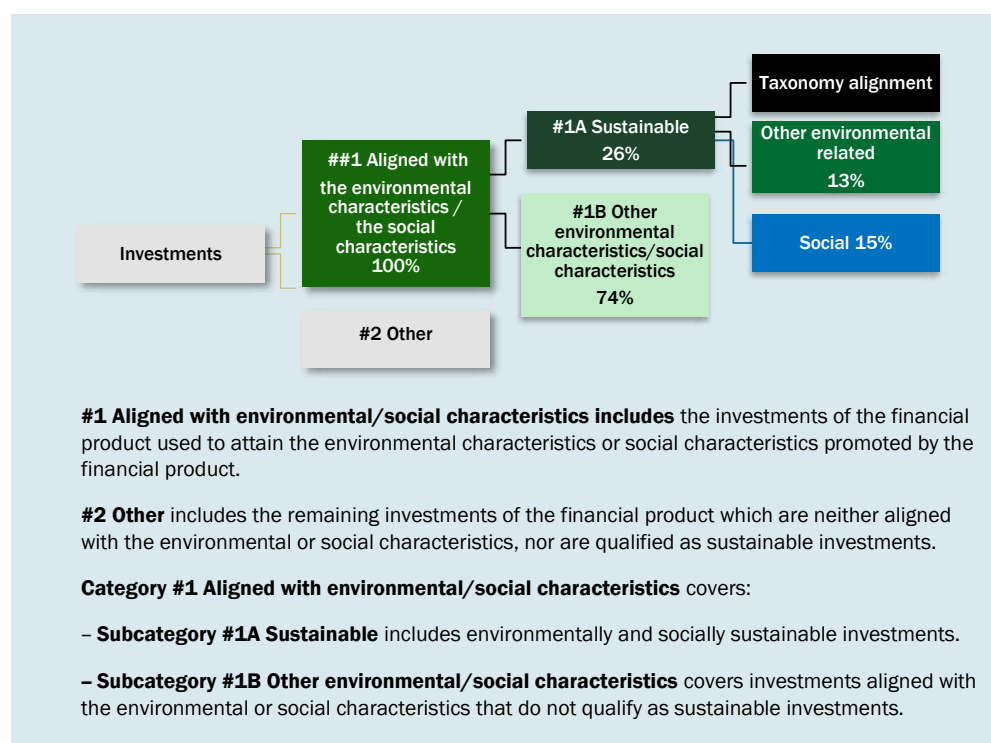 Investments
##1 Aligned with
the environmental
characteristics /
the social
characteristics
100%
#2 Other
#1A Sustainable
26%
#1B Other
environmental
characteristics/social
characteristics
74%
Taxonomy alignment
Other environmental
related
13%
Social 15%
#1 Aligned with environmental/social characteristics includes the investments of the financial
product used to attain the environmental characteristics or social characteristics promoted by the
financial product.
#2 Other includes the remaining investments of the financial product which are neither aligned
with the environmental or social characteristics, nor are qualified as sustainable investments.
Category #1 Aligned with environmental/social characteristics covers:
– Subcategory #1A Sustainable includes environmentally and socially sustainable investments.
– Subcategory #1B Other environmental/social characteristics covers investments aligned with
the environmental or social characteristics that do not qualify as sustainable investments.